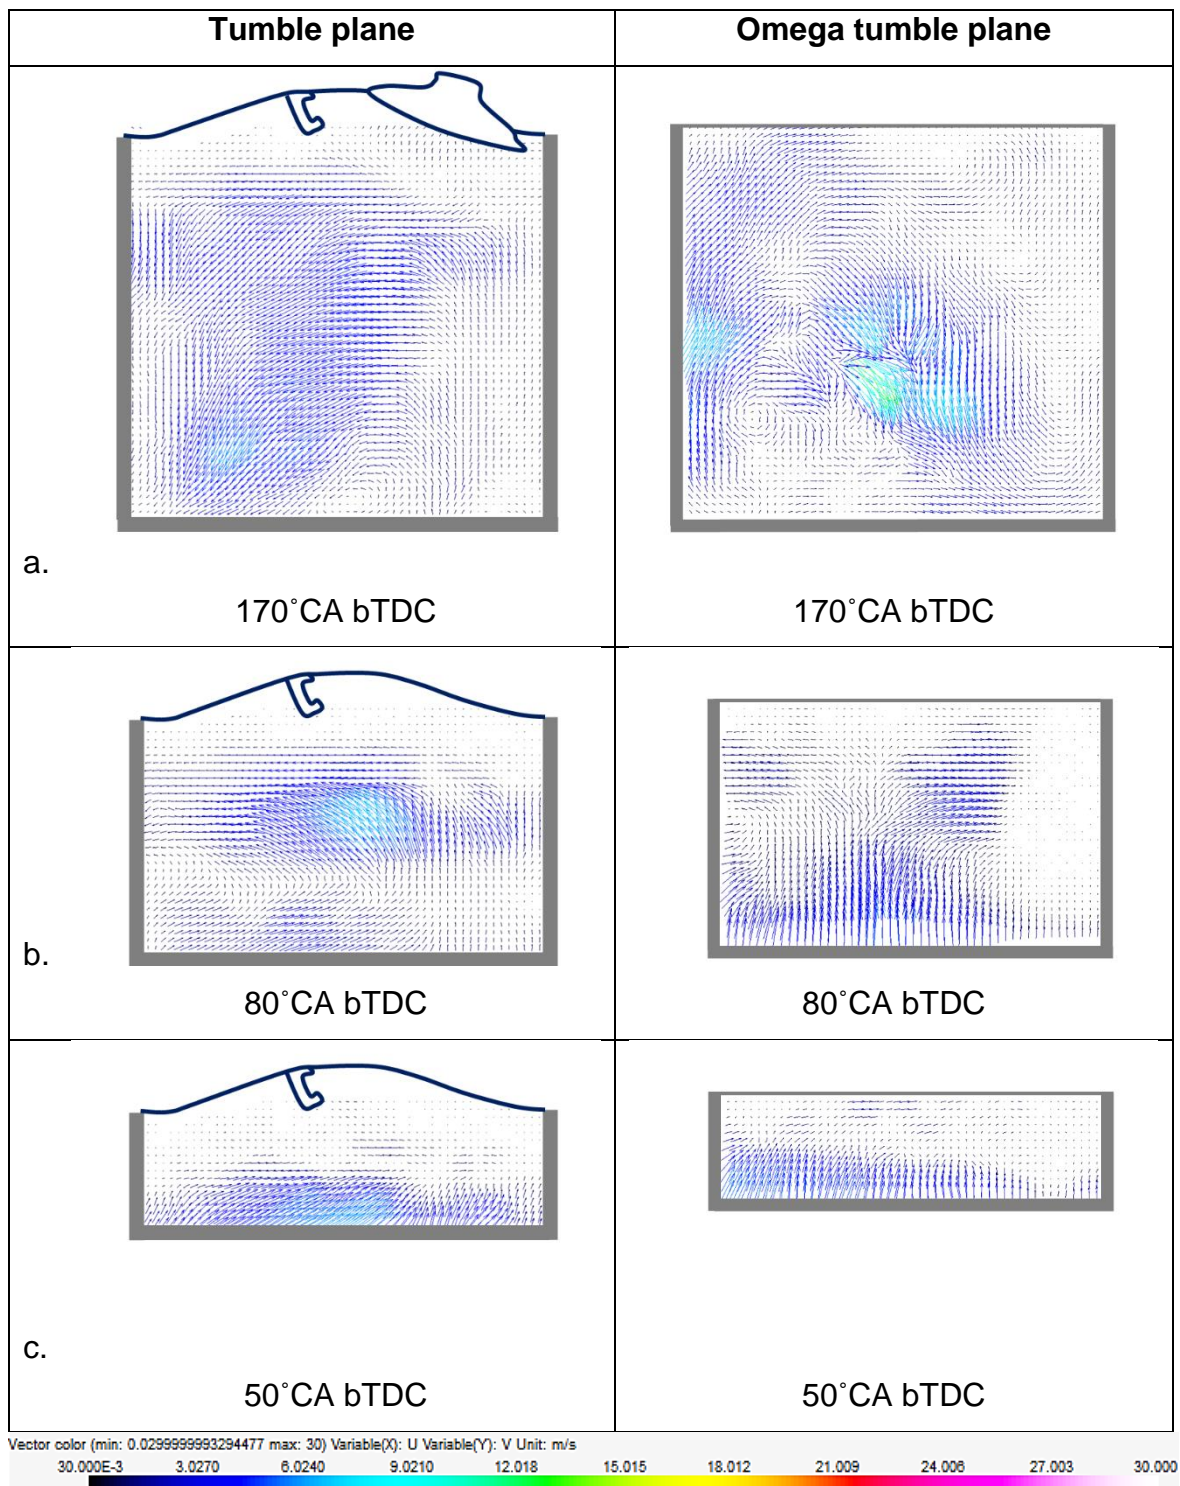 Tumble plane
Omega tumble plane
a.
170˚CA bTDC
170˚CA bTDC
b.
80˚CA bTDC
80˚CA bTDC
c.
50˚CA bTDC
50˚CA bTDC
Vector color (min: 0.0299999993294477 max: 30) Variable(X): U Variable(Y): V Unit: m/s
30.000E-3 3.0270 6.0240 9.0210 12.018 15.015 18.012 21.009 24.006 27.003 30.000